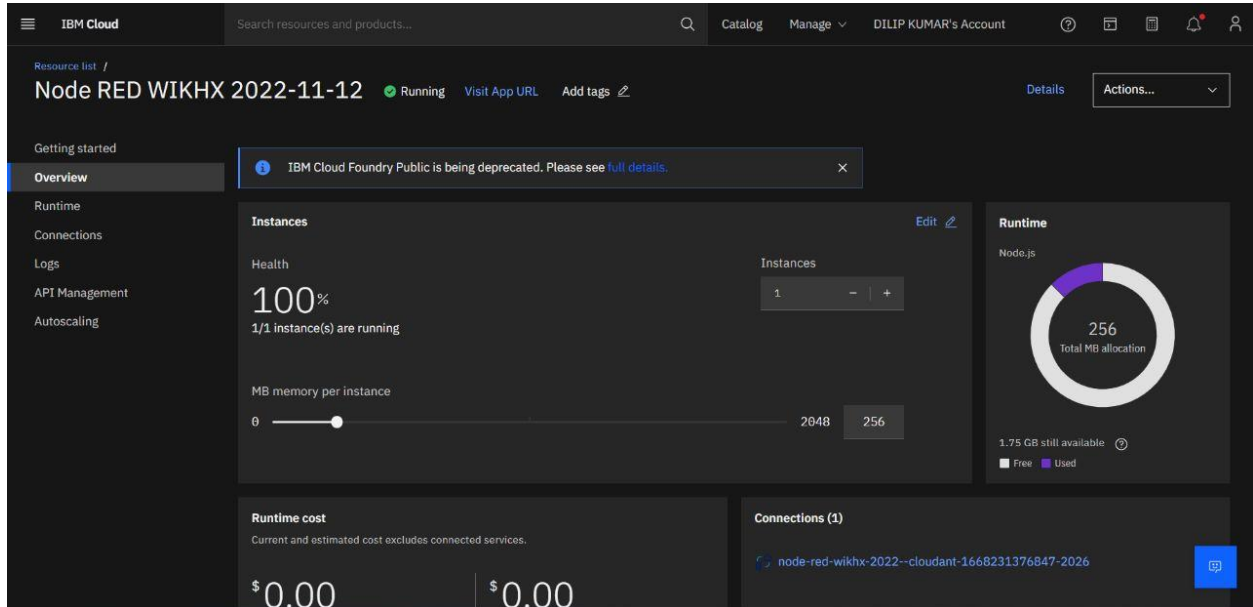 IBM Cloud
Search resources and products...
Catalog
Manage
DILIP KUMAR's Account
Resource list /
Node RED WIKHX 2022-11-12
Running
Visit App URL
Add tags
Details
Actions...
Getting started
Overview
Runtime
Connections
Logs
API Management
Autoscaling
IBM Cloud Foundry Public is being deprecated. Please see full details.
Instances
Edit
Health
100%
1/1 instance(s) are running
Instances
1 - +
MB memory per instance
0
2048
256
Runtime
Node.js
256
Total MB allocation
1.75 GB still available
Free
Used
Runtime cost
Current and estimated cost excludes connected services.
$0.00
$0.00
Connections (1)
node-red-wikhx-2022--cloudant-1668231376847-2026